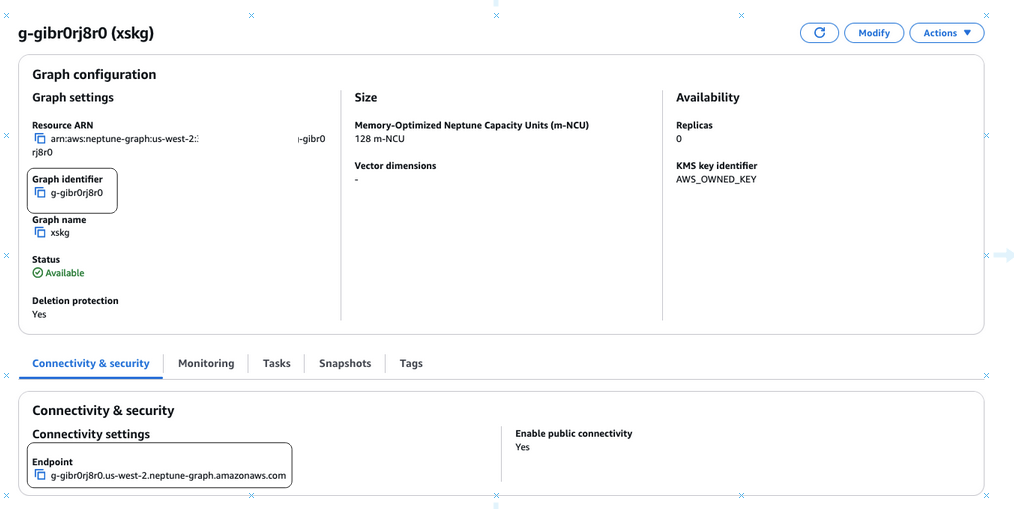 g-gibr0rj8r0 (xskg)
Modify
Actions
Graph configuration
Graph settings
Resource ARN
arn:aws:neptune-graph:us-west-2:
g-gibr0
rj8r0
Graph identifier
g-gibr0rj8r0
Graph name
xskg
Status
Available
Deletion protection
Yes
Size
Memory-Optimized Neptune Capacity Units (m-NCU)
128 m-NCU
Vector dimensions
-
Availability
Replicas
0
KMS key identifier
AWS_OWNED_KEY
Connectivity & security
Monitoring
Tasks
Snapshots
Tags
Connectivity & security
Connectivity settings
Endpoint
g-gibr0rj8r0.us-west-2.neptune-graph.amazonaws.com
Enable public connectivity
Yes